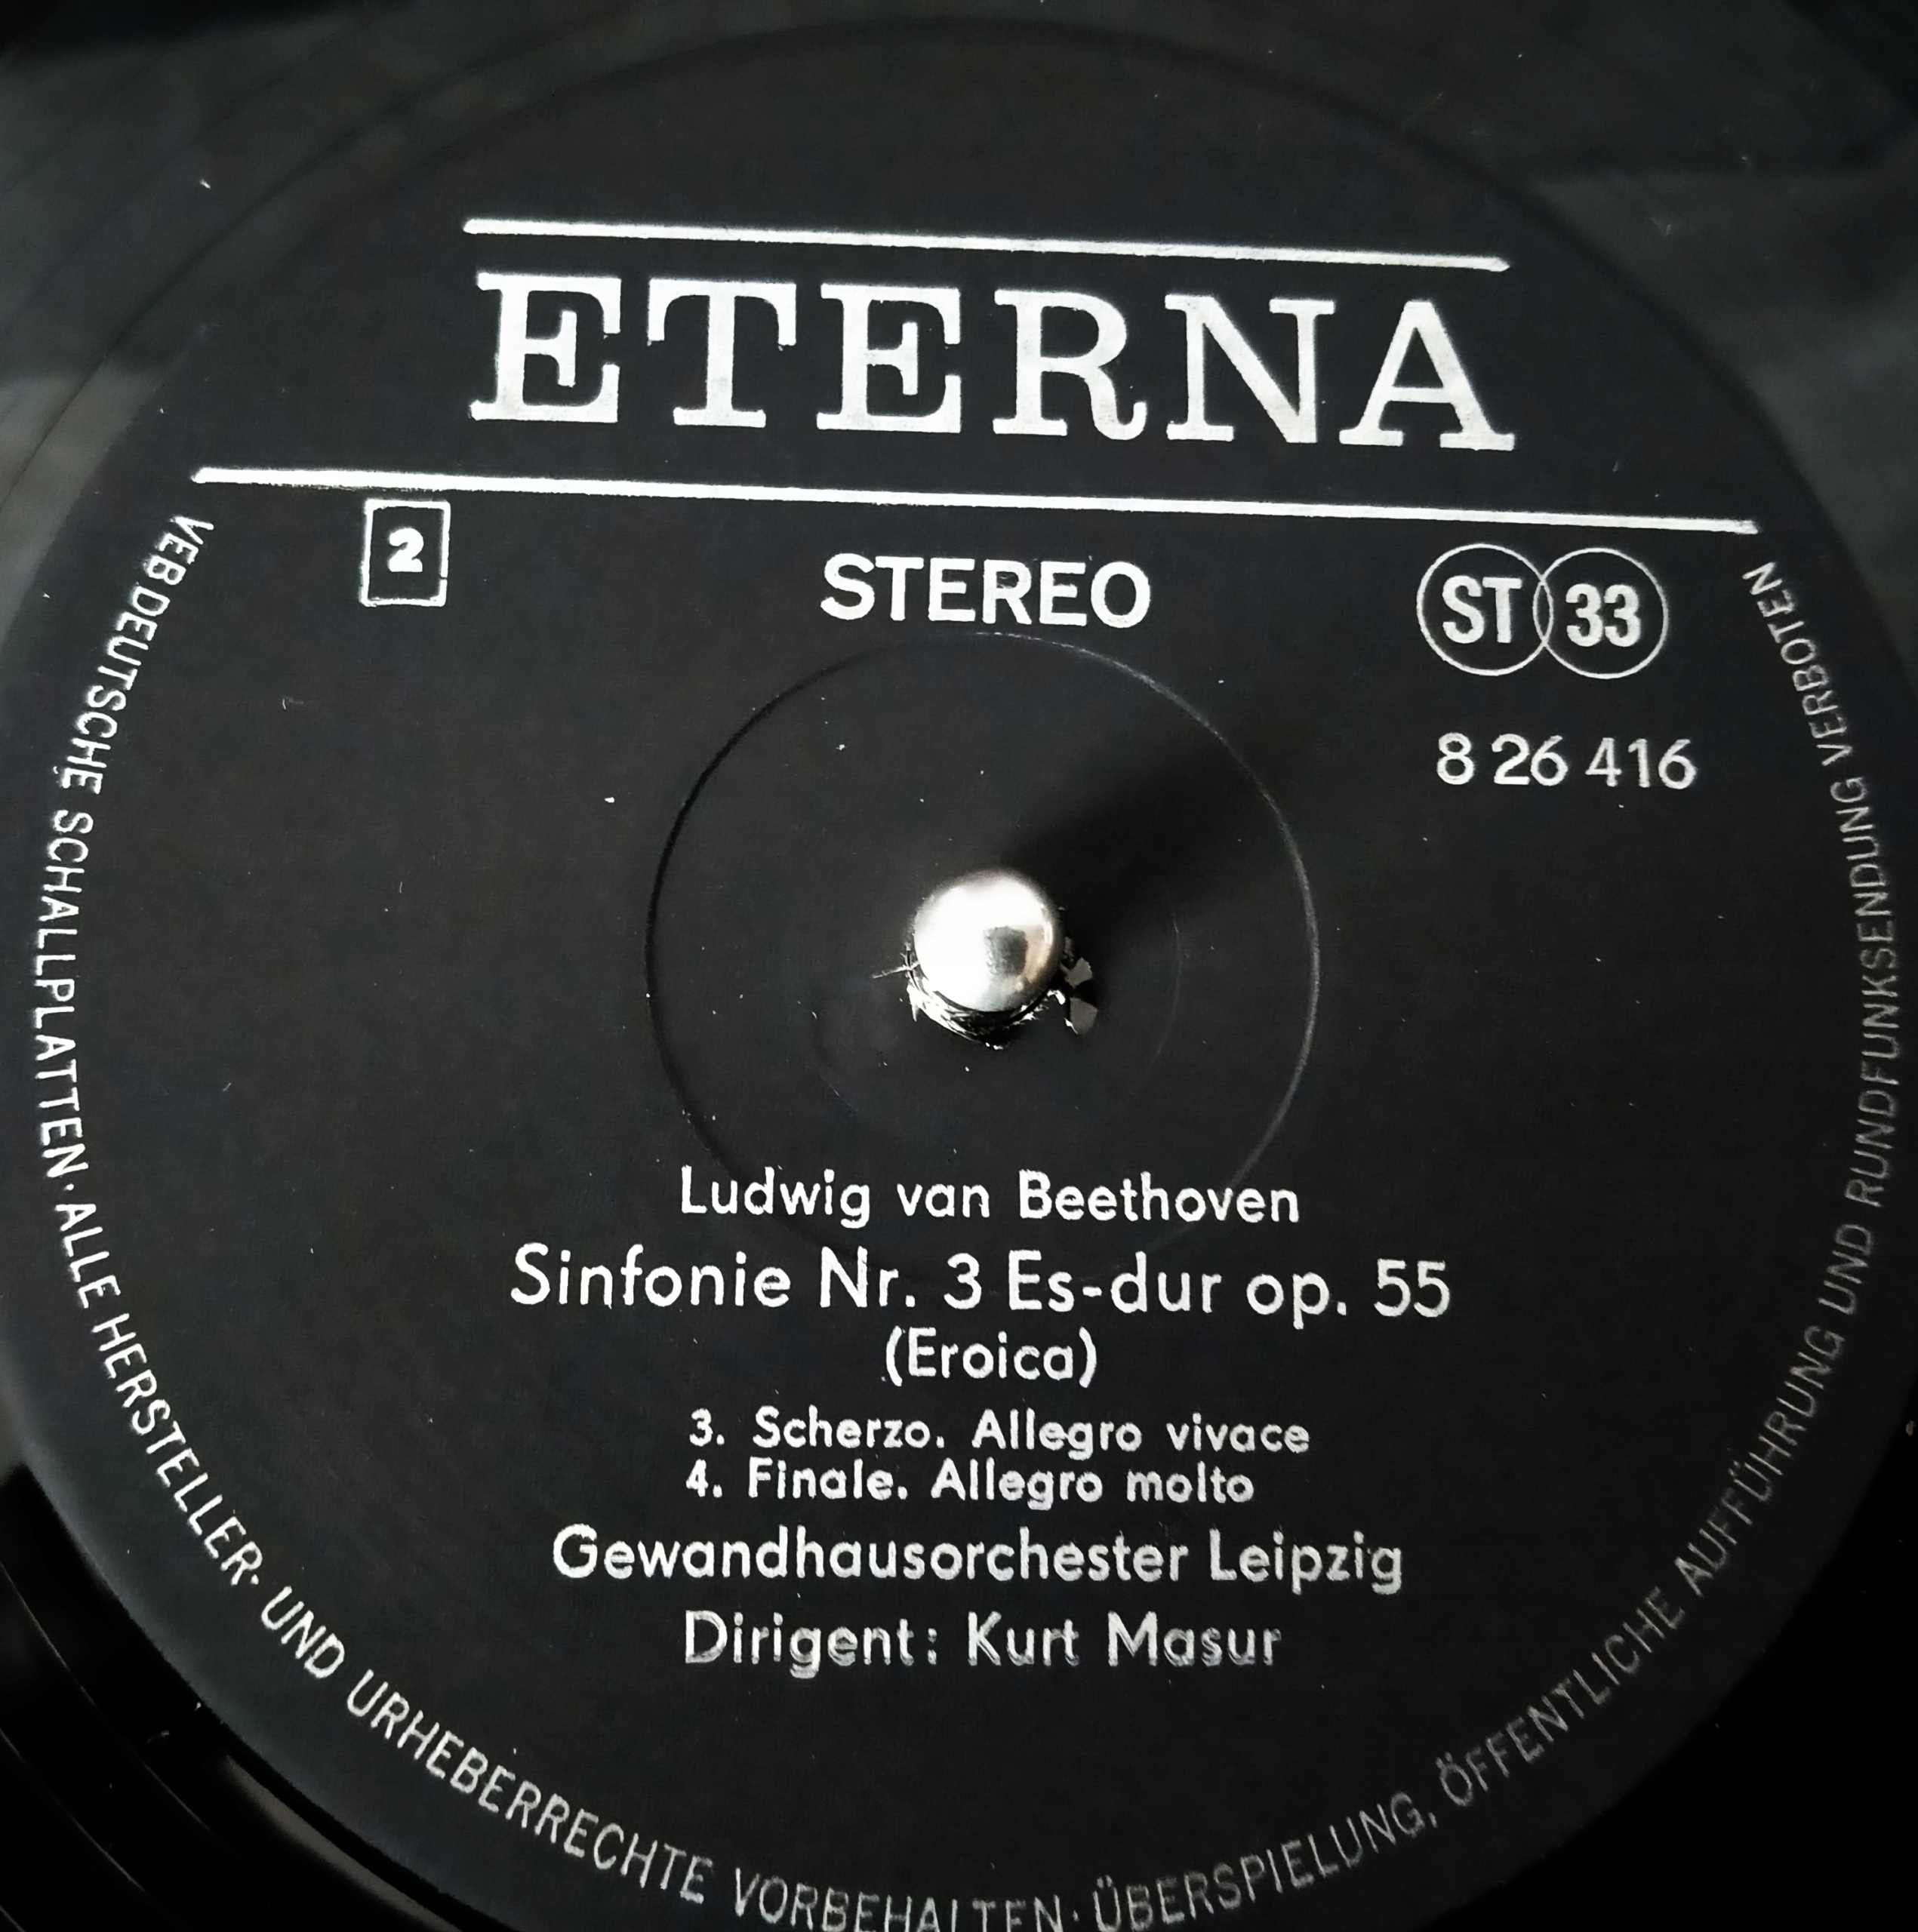 ETERNA
2
STEREO
ST 33
8 26 416
Ludwig van Beethoven
Sinfonie Nr. 3 Es-dur op. 55
(Eroica)
3. Scherzo. Allegro vivace
4. Finale. Allegro molto
Gewandhausorchester Leipzig
Dirigent: Kurt Masur
VEB DEUTSCHE SCHALLPLATTEN · ALLE HERSTELLER- UND URHEBERRECHTE VORBEHALTEN · ÜBERSPIELUNG, ÖFFENTLICHE AUFFÜHRUNG UND RUNDFUNKSENDUNG VERBOTEN